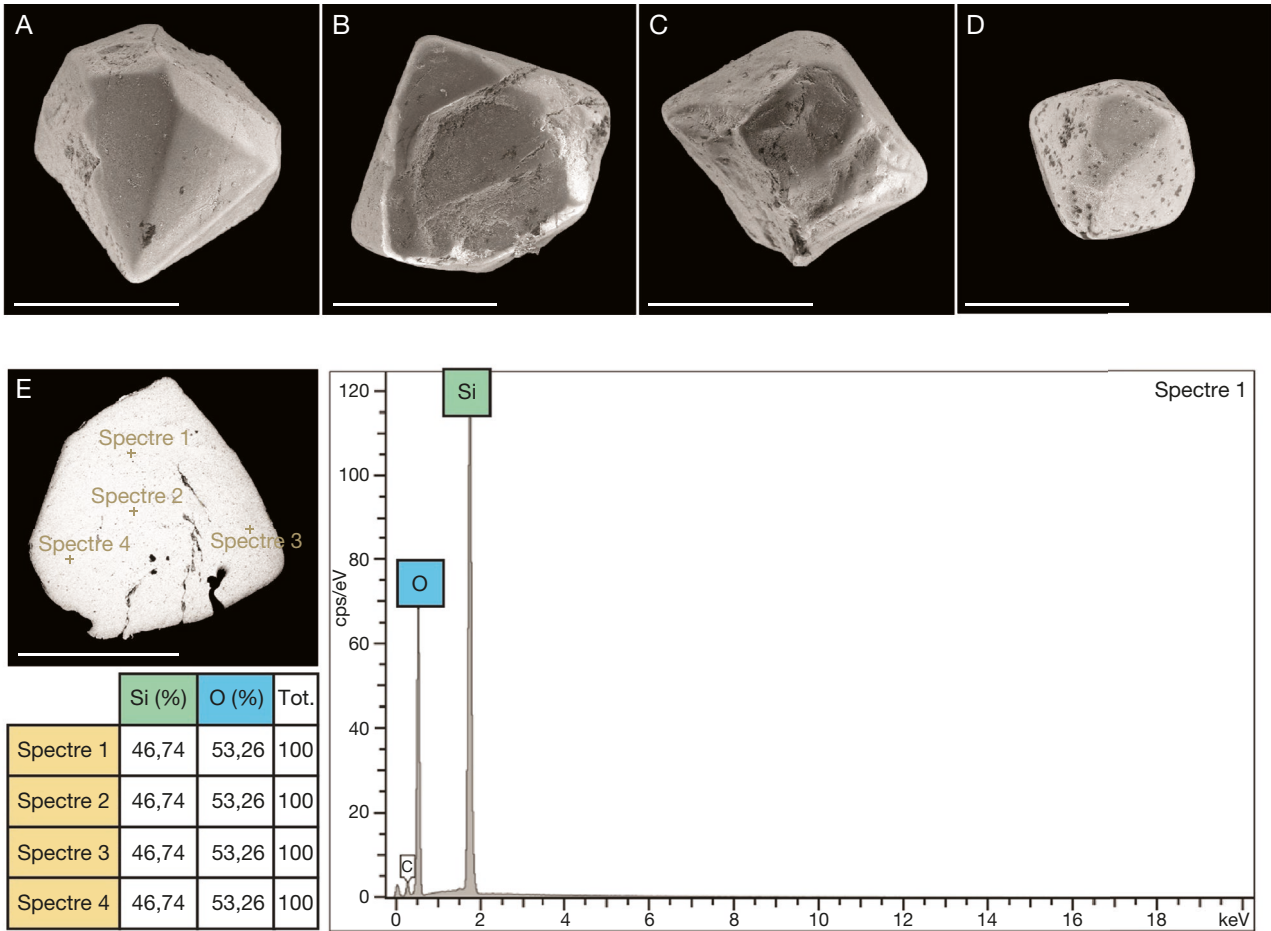 A
B
C
D
E
Spectre 1
Spectre 2
Spectre 3
Spectre 4
Si (%) O (%) Tot.
Spectre 1 46,74 53,26 100
Spectre 2 46,74 53,26 100
Spectre 3 46,74 53,26 100
Spectre 4 46,74 53,26 100
Spectre 1
Si
O
C
cps/eV
120
100
80
60
40
20
0
0 2 4 6 8 10 12 14 16 18 keV